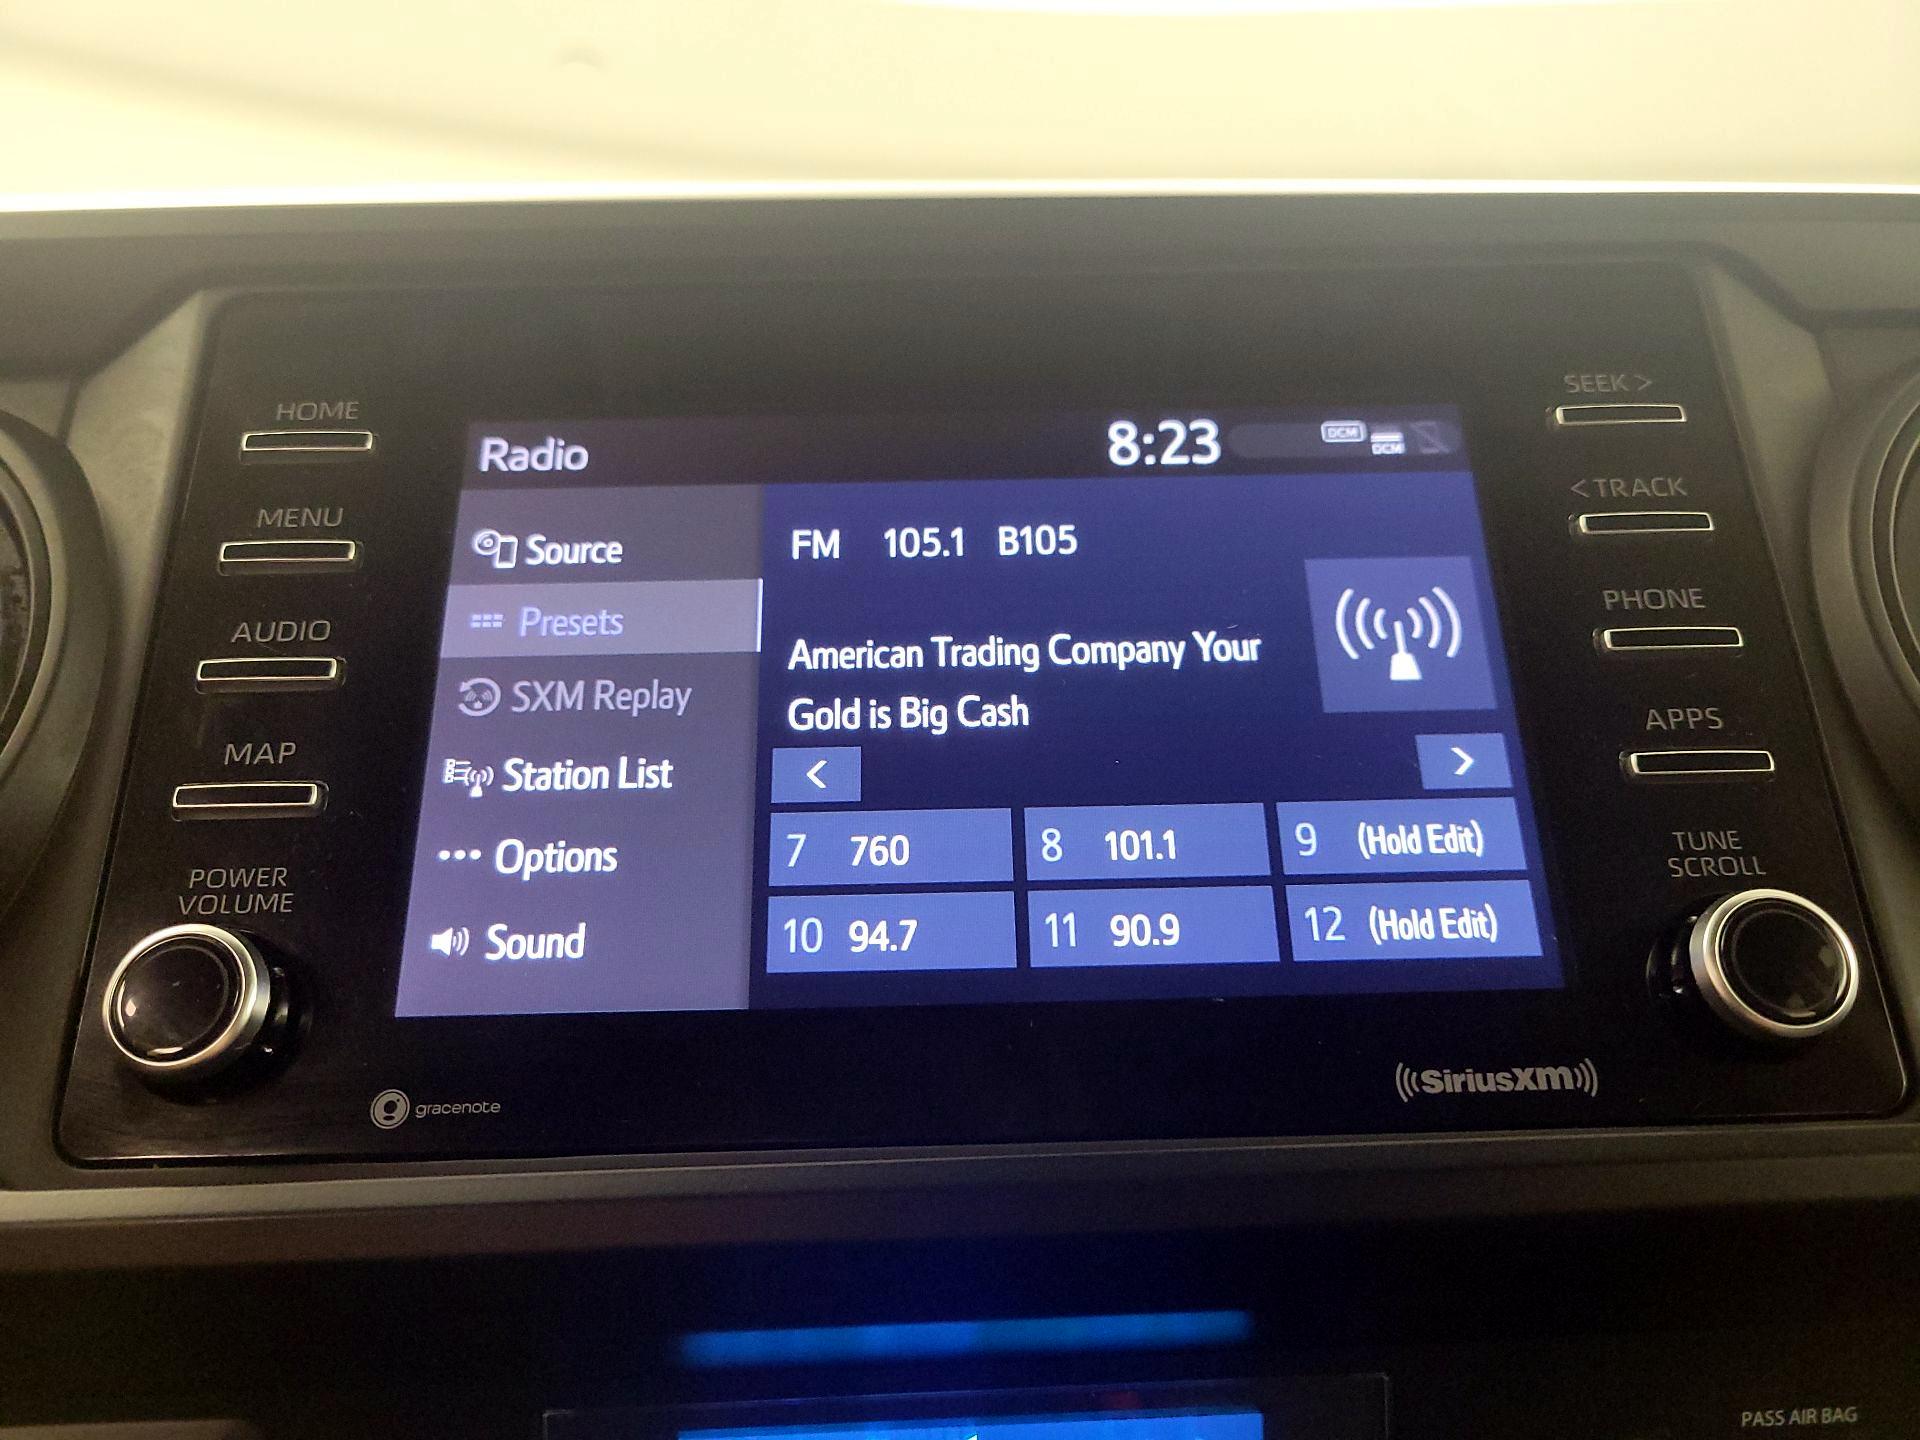 HOME
MENU
AUDIO
MAP
POWER
VOLUME
Radio
8:23
DCM
DCM
Source
Presets
SXM Replay
Station List
Options
Sound
FM 105.1 B105
American Trading Company Your
Gold is Big Cash
<
>
7 760
8 101.1
9 (Hold Edit)
10 94.7
11 90.9
12 (Hold Edit)
SEEK >
< TRACK
PHONE
APPS
TUNE
SCROLL
gracenote
((SiriusXM))
PASS AIR BAG